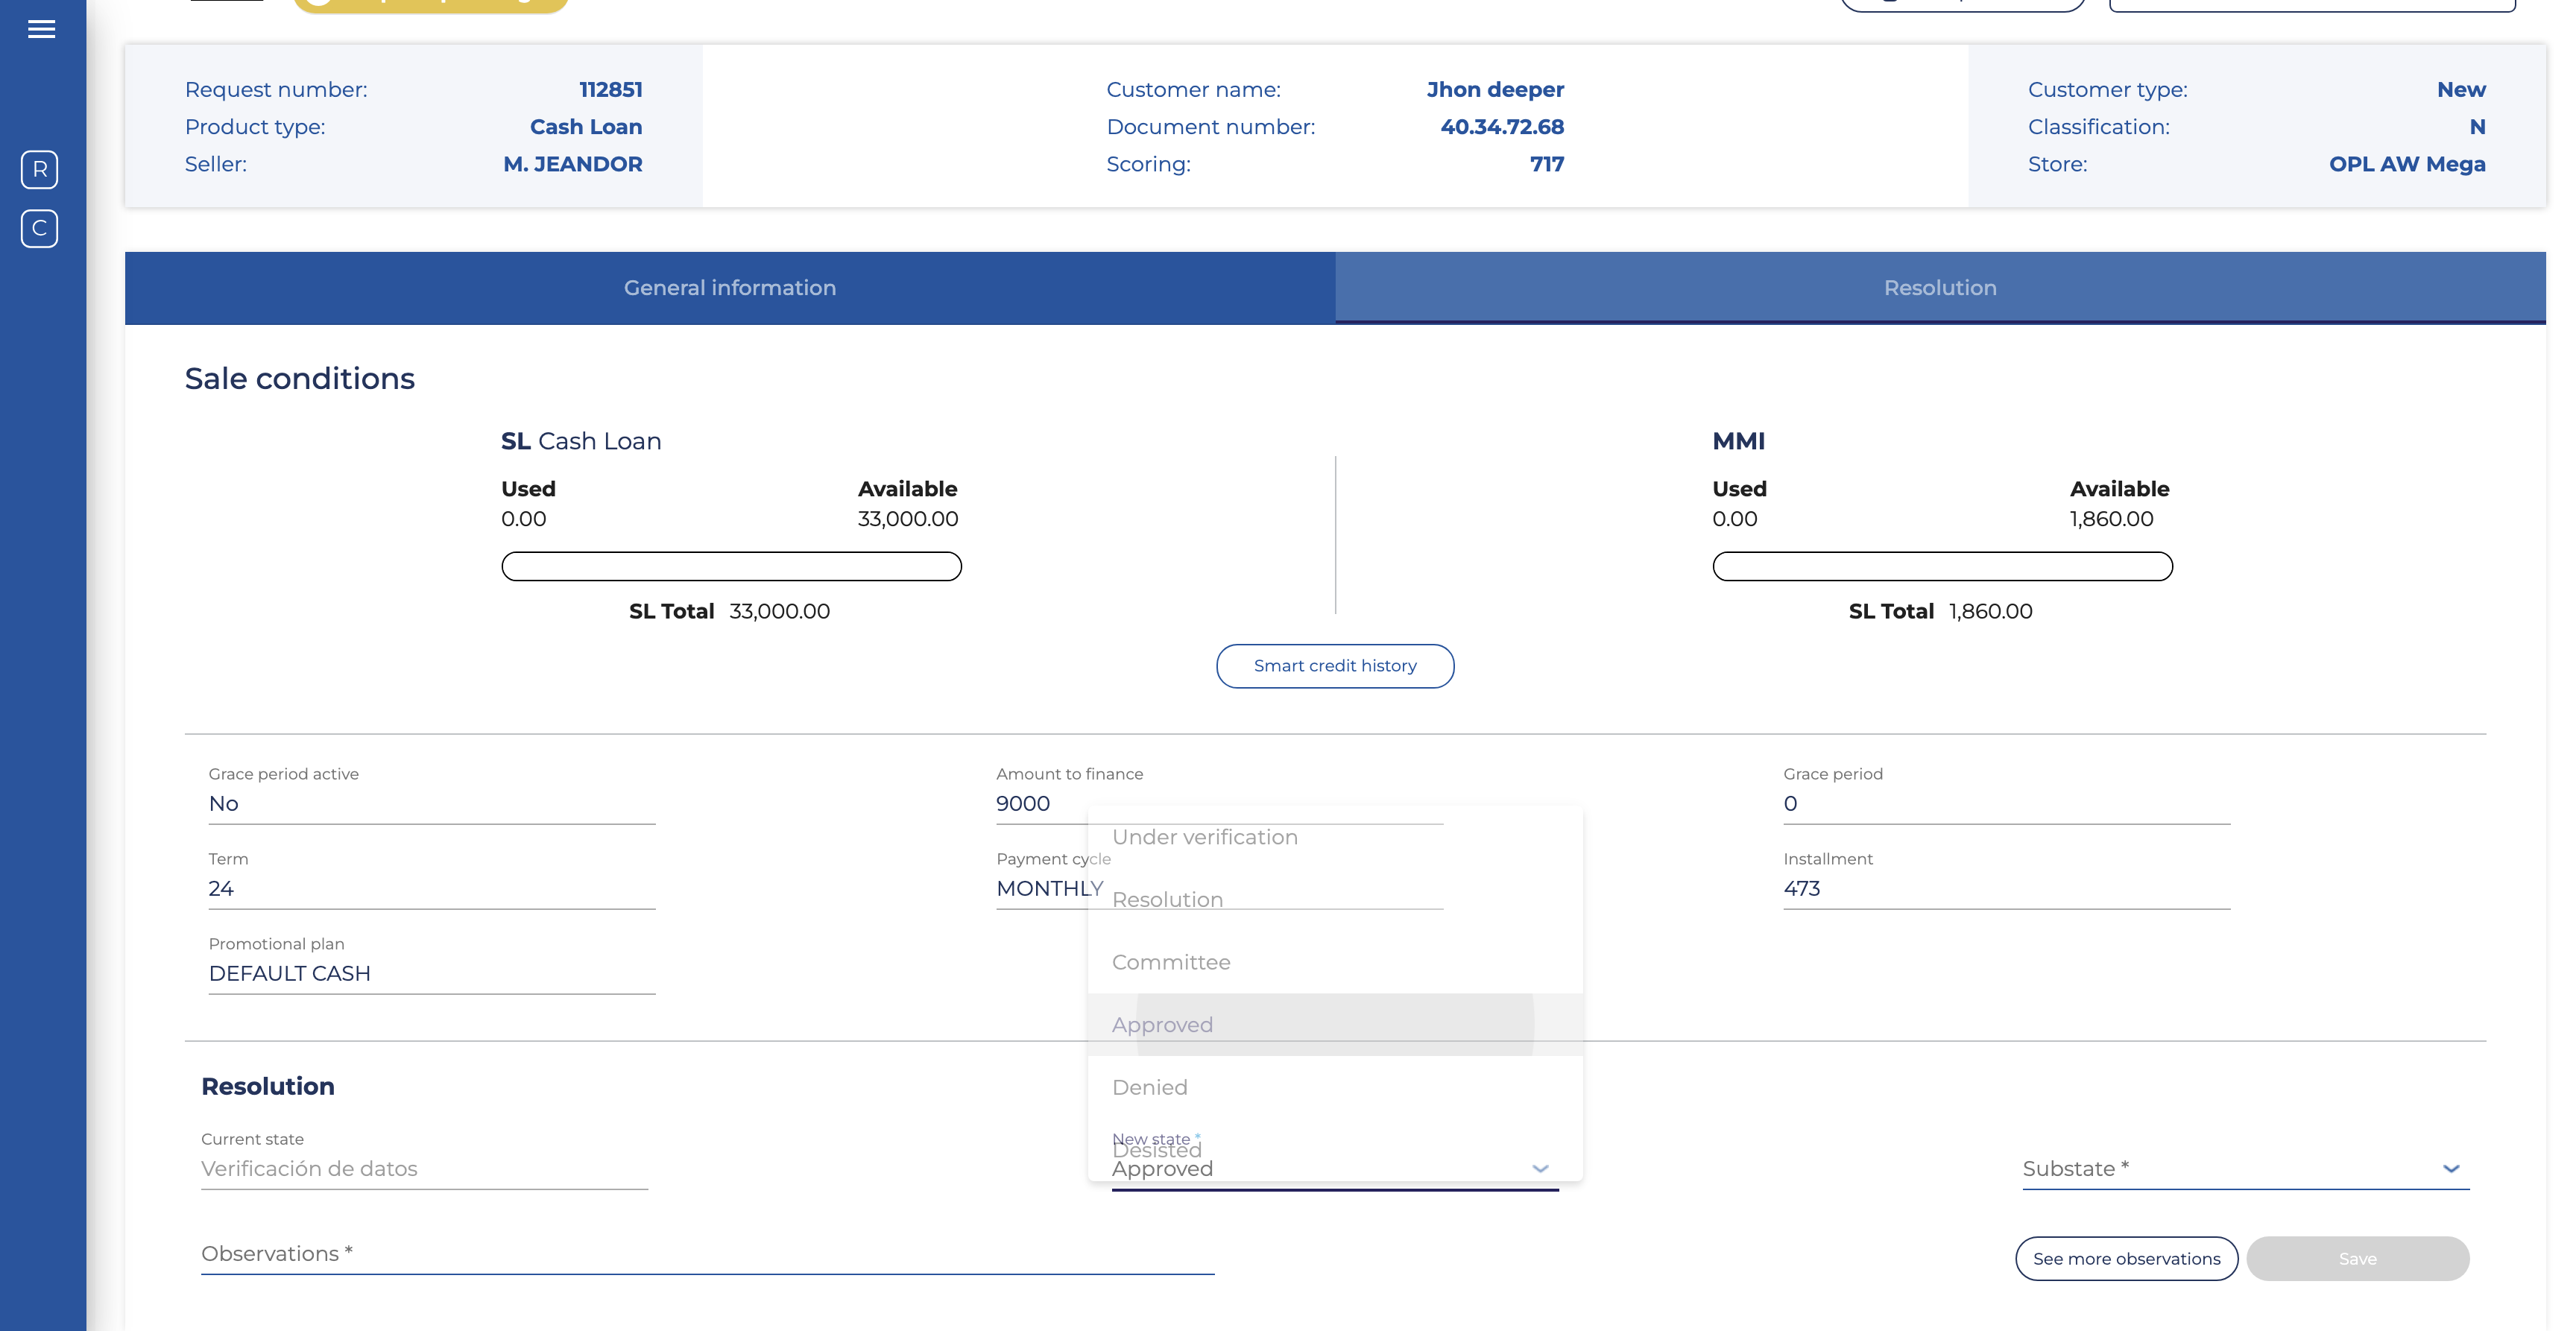 Request number: 112851
Product type: Cash Loan
Seller: M. JEANDOR
Customer name: Jhon deeper
Document number: 40.34.72.68
Scoring: 717
Customer type: New
Classification: N
Store: OPL AW Mega
R
C
General information Resolution
Sale conditions
SL Cash Loan
Used Available
0.00 33,000.00
SL Total 33,000.00
MMI
Used Available
0.00 1,860.00
SL Total 1,860.00
Smart credit history
Grace period active
No
Amount to finance
9000
Grace period
0
Term
24
Payment cycle
MONTHLY
Installment
473
Promotional plan
DEFAULT CASH
Under verification
Resolution
Committee
Approved
Denied
Desisted
Resolution
Current state
Verificación de datos
New state *
Approved
Substate *
Observations *
See more observations
Save